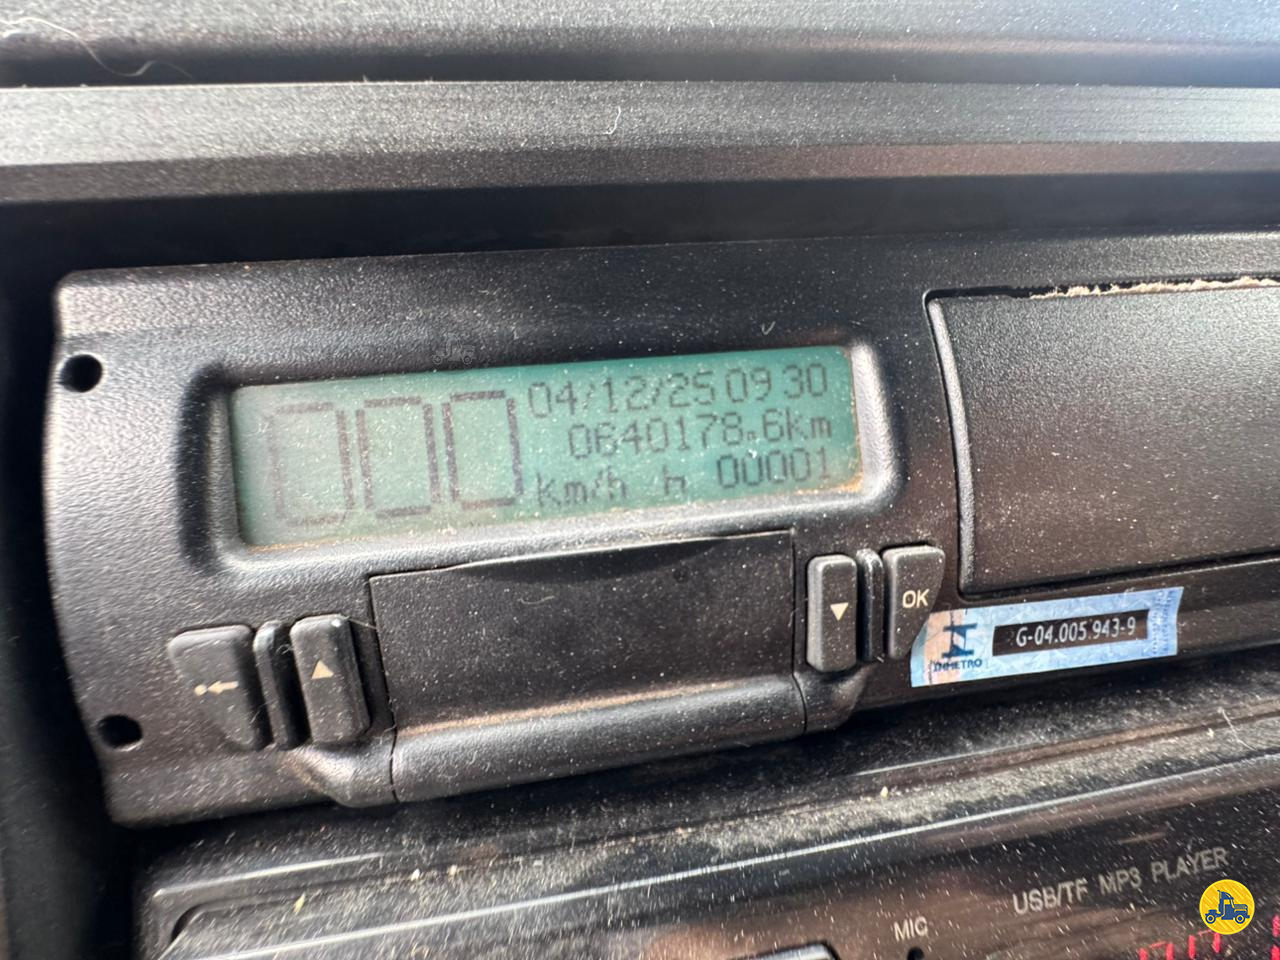 000
04/12/25 09 30
0640178.6km
km/h h 00001
OK
INMETRO
G-04.005.943-9
USB/TF MP3 PLAYER
MIC